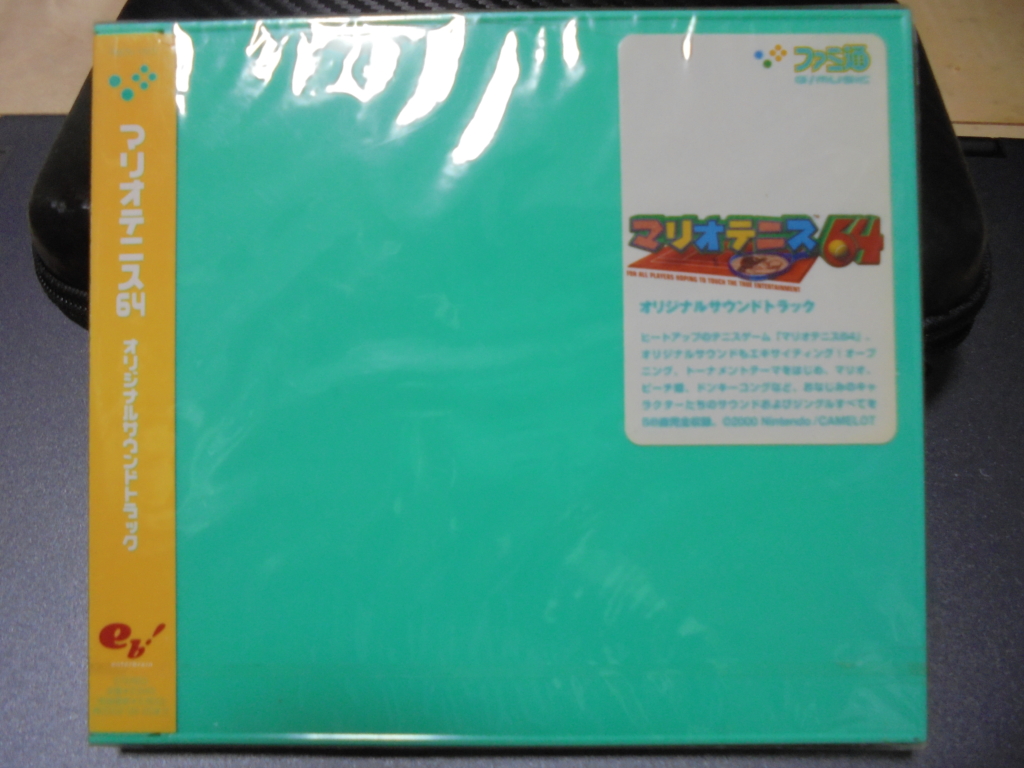 マリオテニス64
オリジナルサウンドトラック
eb!
ファミ通
マリオテニス64
FOR ALL PLAYERS HOPING TO TOUCH THE TRUE ENTERTAINMENT
オリジナルサウンドトラック
ヒートアップのテニスゲーム「マリオテニス64」、
オリジナルサウンドもエキサイティング!オープ
ニング、トーナメントテーマをはじめ、マリオ、
ピーチ姫、ドンキーコングなど、おなじみのキャ
ラクターたちのサウンドおよびジングルすべてを
曲完全収録。©2000 Nintendo/CAMELOT